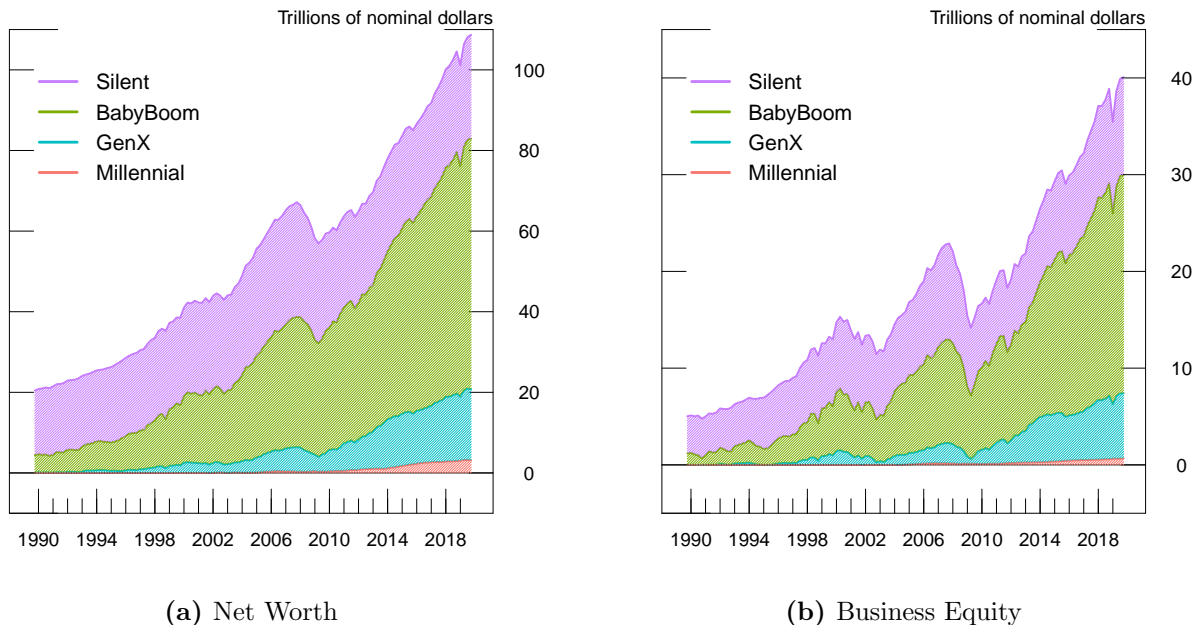 Trillions of nominal dollars
Silent
BabyBoom
GenX
Millennial
100
80
60
40
20
0
1990 1994 1998 2002 2006 2010 2014 2018
(a) Net Worth
Trillions of nominal dollars
Silent
BabyBoom
GenX
Millennial
40
30
20
10
0
1990 1994 1998 2002 2006 2010 2014 2018
(b) Business Equity